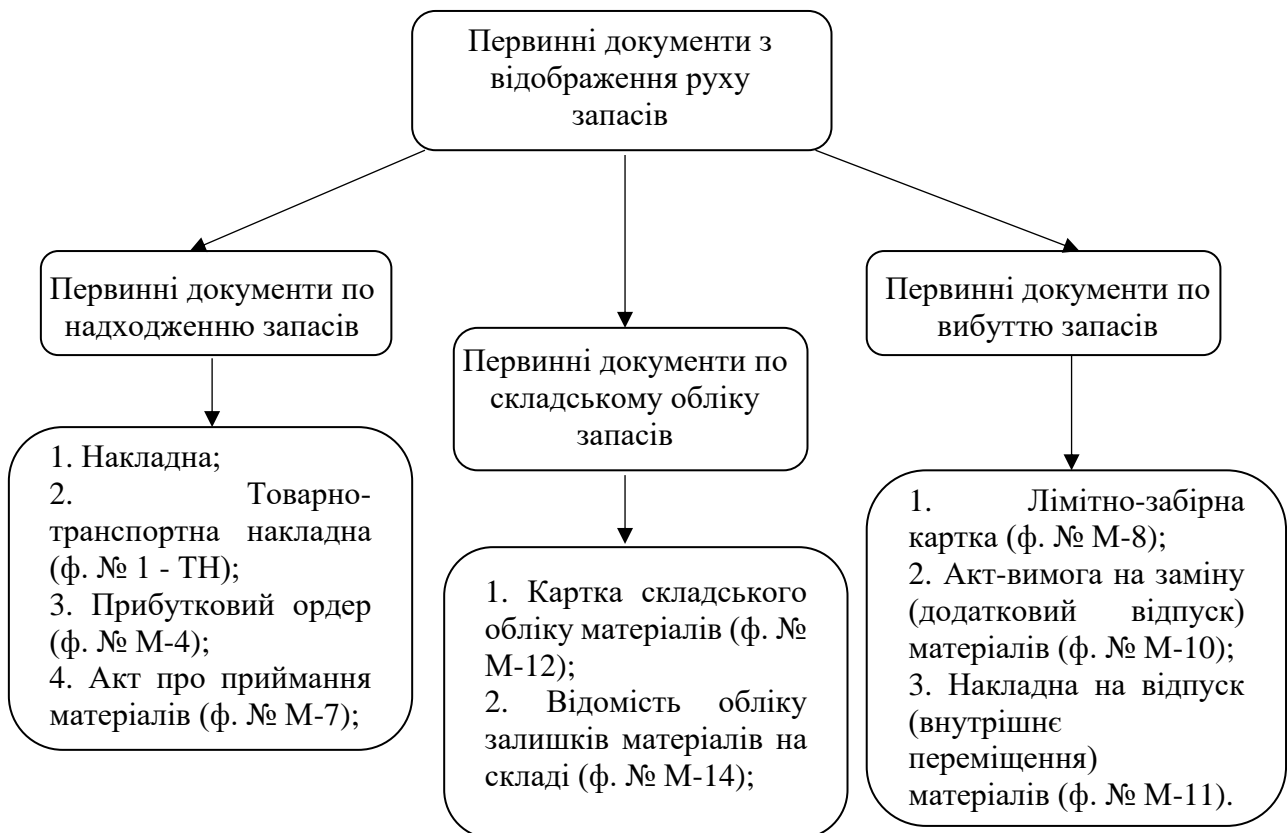 Первинні документи з
відображення руху
запасів
Первинні документи по
надходженню запасів
Первинні документи по
складському обліку
запасів
Первинні документи по
вибуттю запасів
1. Накладна;
2. Товарно-
транспортна накладна
(ф. № 1 - ТН);
3. Прибутковий ордер
(ф. № М-4);
4. Акт про приймання
матеріалів (ф. № М-7);
1. Картка складського
обліку матеріалів (ф. №
М-12);
2. Відомість обліку
залишків матеріалів на
складі (ф. № М-14);
1. Лімітно-забірна
картка (ф. № М-8);
2. Акт-вимога на заміну
(додатковий відпуск)
матеріалів (ф. № М-10);
3. Накладна на відпуск
(внутрішнє
переміщення)
матеріалів (ф. № М-11).